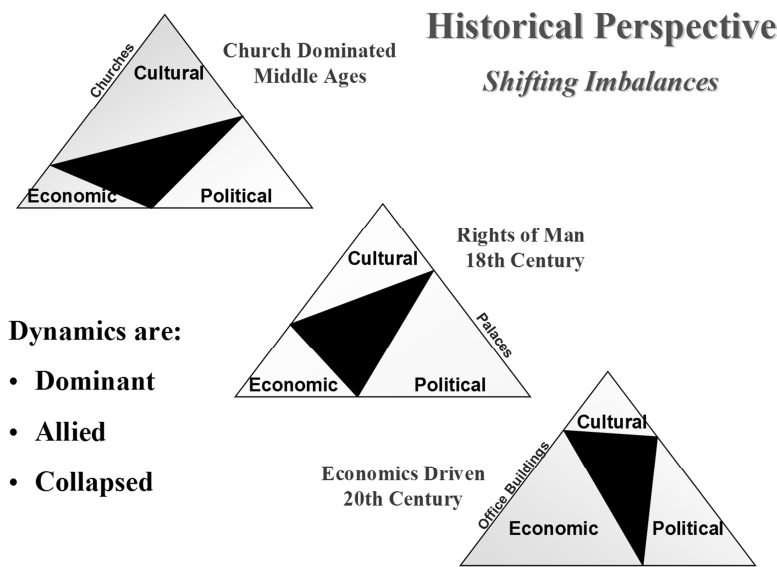 Historical Perspective
Shifting Imbalances
Churches
Cultural
Church Dominated
Middle Ages
Economic
Political
Rights of Man
18th Century
Cultural
Palaces
Economic
Political
Dynamics are:
• Dominant
• Allied
• Collapsed
Economics Driven
20th Century
Cultural
Office Buildings
Economic
Political